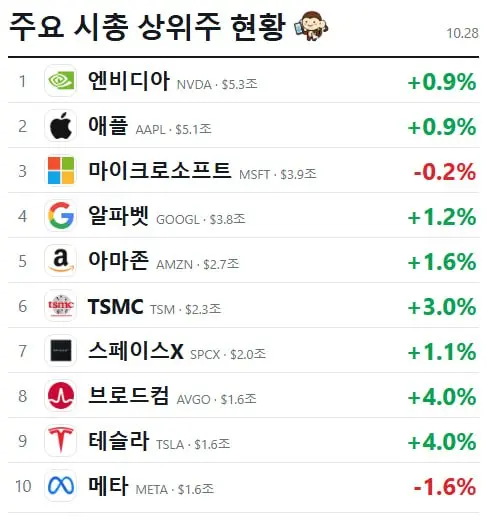 주요 시총 상위주 현황
10.28
1 엔비디아 NVDA · $5.3조 +0.9%
2 애플 AAPL · $5.1조 +0.9%
3 마이크로소프트 MSFT · $3.9조 -0.2%
4 알파벳 GOOGL · $3.8조 +1.2%
5 아마존 AMZN · $2.7조 +1.6%
6 tsmc TSMC TSM · $2.3조 +3.0%
7 스페이스X SPCX · $2.0조 +1.1%
8 브로드컴 AVGO · $1.6조 +4.0%
9 테슬라 TSLA · $1.6조 +4.0%
10 메타 META · $1.6조 -1.6%